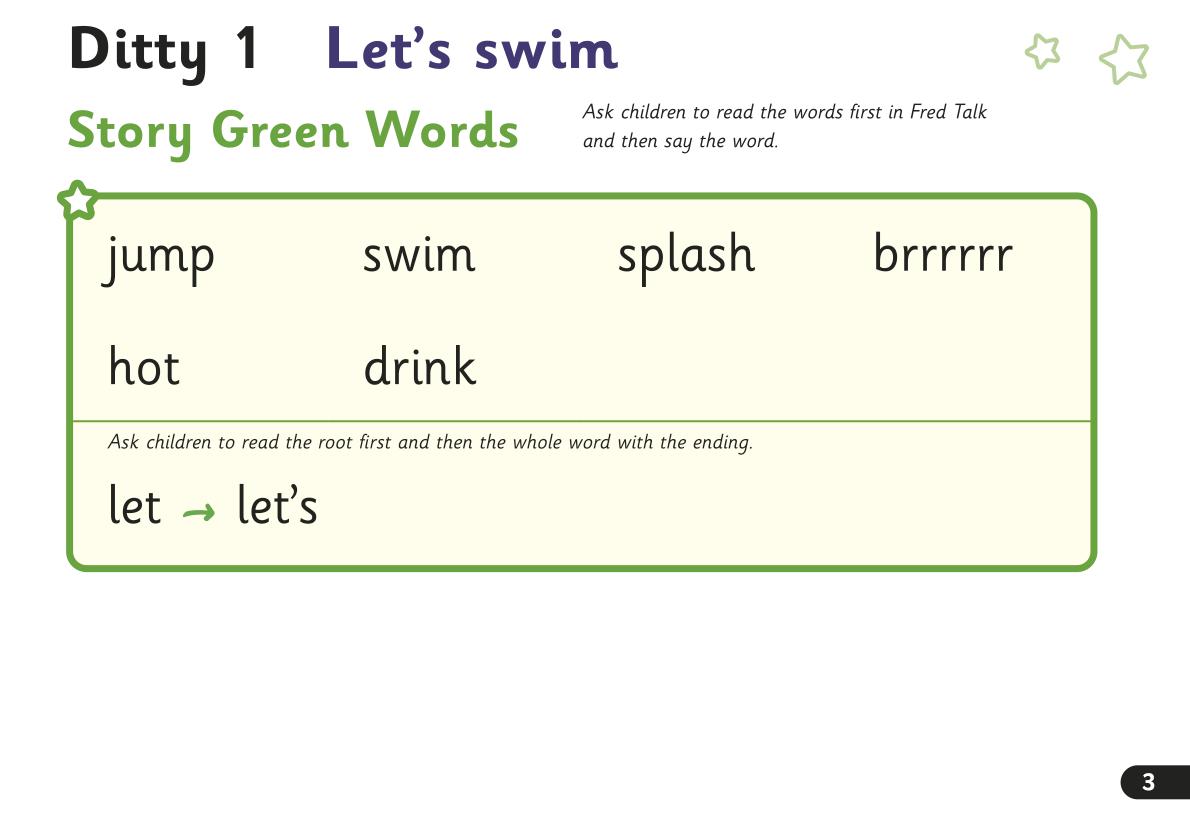 Ditty 1 Let’s swim
Story Green Words
Ask children to read the words first in Fred Talk
and then say the word.
jump swim splash brrrrrr
hot drink
Ask children to read the root first and then the whole word with the ending.
let → let’s
3